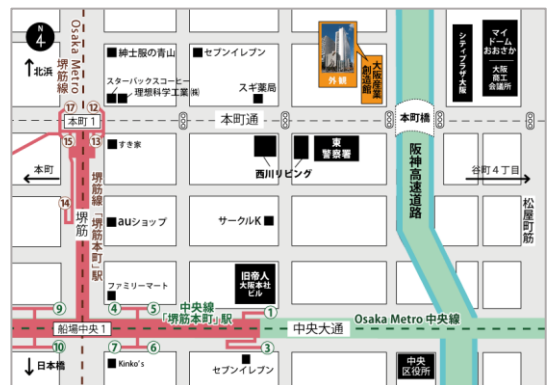 N
4
北浜
Osaka Metro
堺筋線
紳士服の青山
セブンイレブン
スターバックスコーヒー
理想科学工業㈱
スギ薬局
外観
大阪産業
創造館
シティプラザ大阪
マイ
ドーム
おおさか
大阪
商工
会議所
⑰
⑫
本町1
本町通
本町橋
⑮
⑬
すき家
西川リビング
東
警察署
本町
谷町4丁目
阪神高速道路
松屋町筋
堺筋線「堺筋本町」駅
⑭
堺筋
auショップ
サークルK
ファミリーマート
旧帝人
大阪本社
ビル
⑨
④
⑤
中央線
「堺筋本町」駅
①
船場中央1
中央大通
Osaka Metro 中央線
⑩
⑦
⑥
③
日本橋
Kinko's
セブンイレブン
中央
区役所